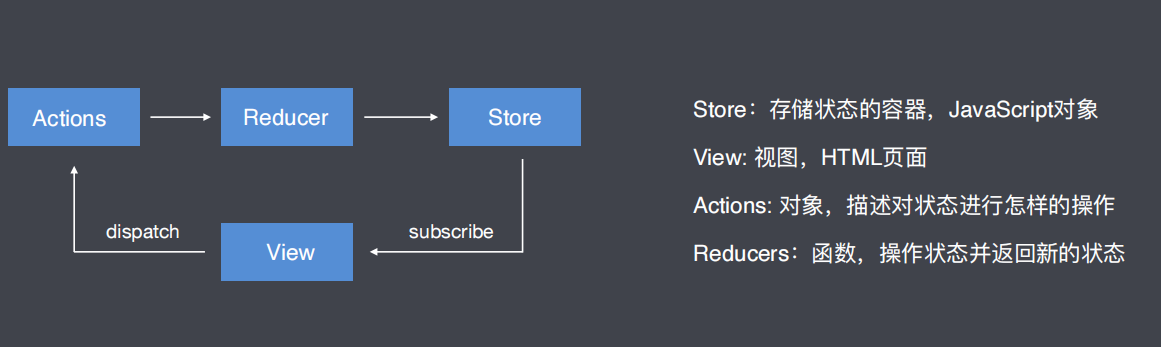 Actions
Reducer
Store
dispatch
View
subscribe
Store：存储状态的容器，JavaScript对象
View: 视图，HTML页面
Actions: 对象，描述对状态进行怎样的操作
Reducers：函数，操作状态并返回新的状态